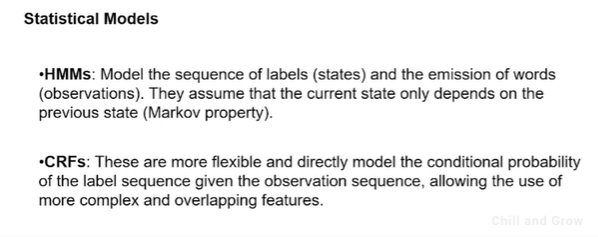 Statistical Models
•HMMs: Model the sequence of labels (states) and the emission of words
(observations). They assume that the current state only depends on the
previous state (Markov property).
•CRFs: These are more flexible and directly model the conditional probability
of the label sequence given the observation sequence, allowing the use of
more complex and overlapping features.
Chill and Grow